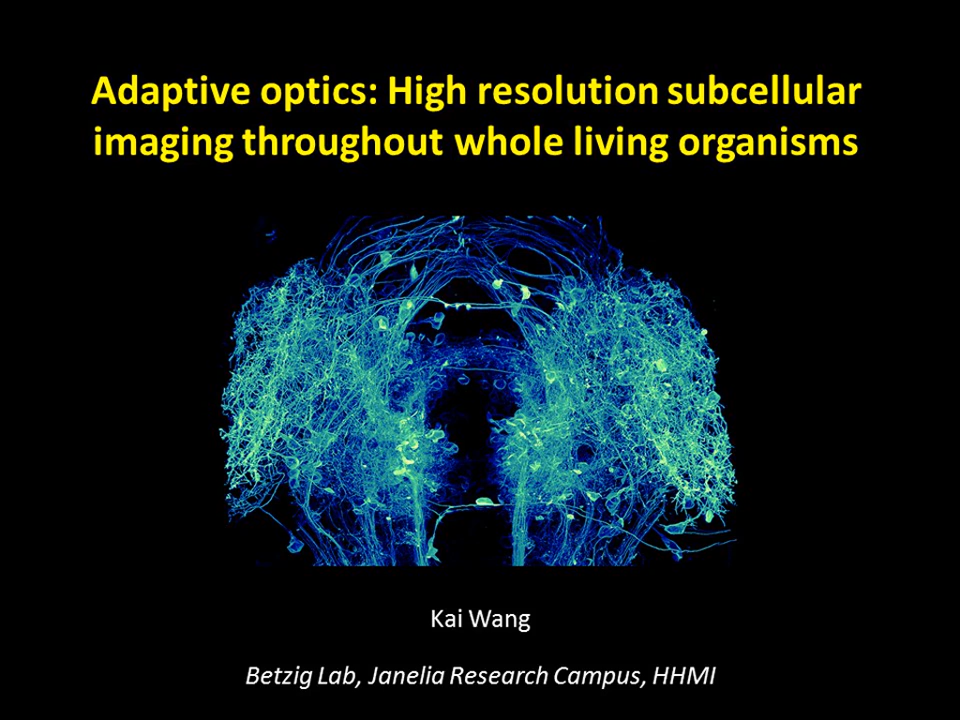 Adaptive optics: High resolution subcellular
imaging throughout whole living organisms
Kai Wang
Betzig Lab, Janelia Research Campus, HHMI